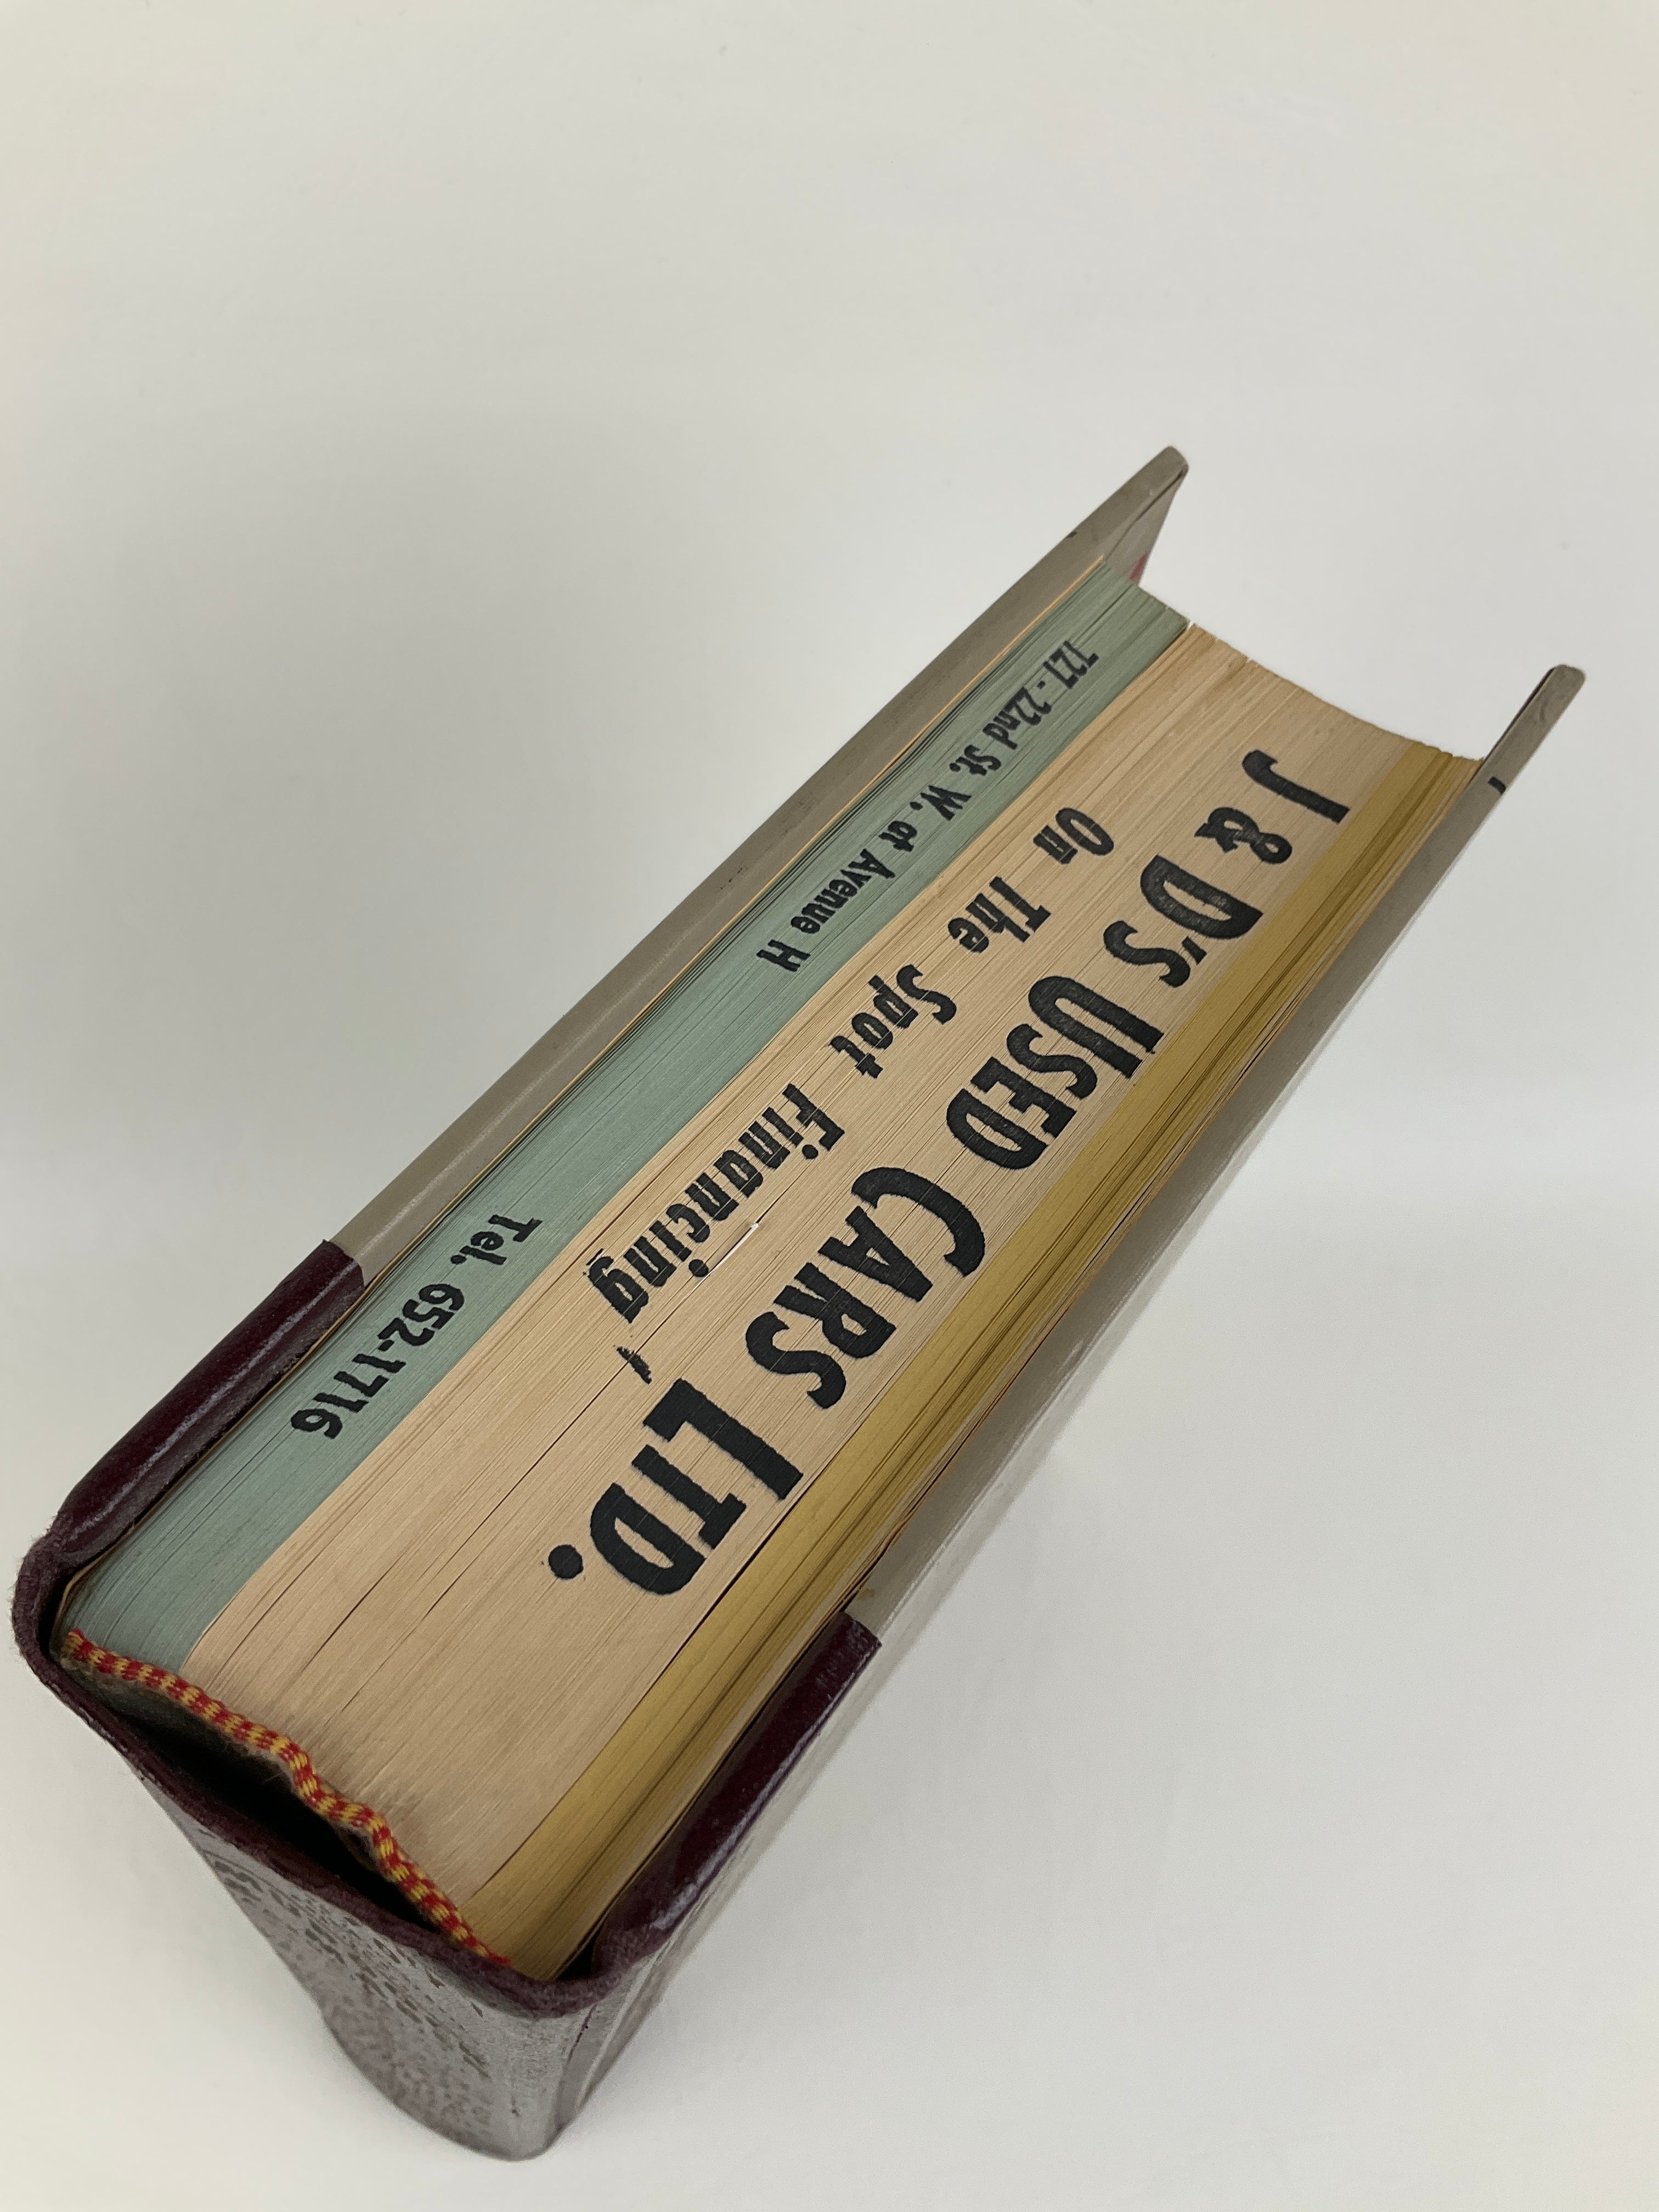 J & D'S USED CARS LTD.
On The Spot Financing
727 - 22nd St. W. at Avenue H Tel. 652-1716